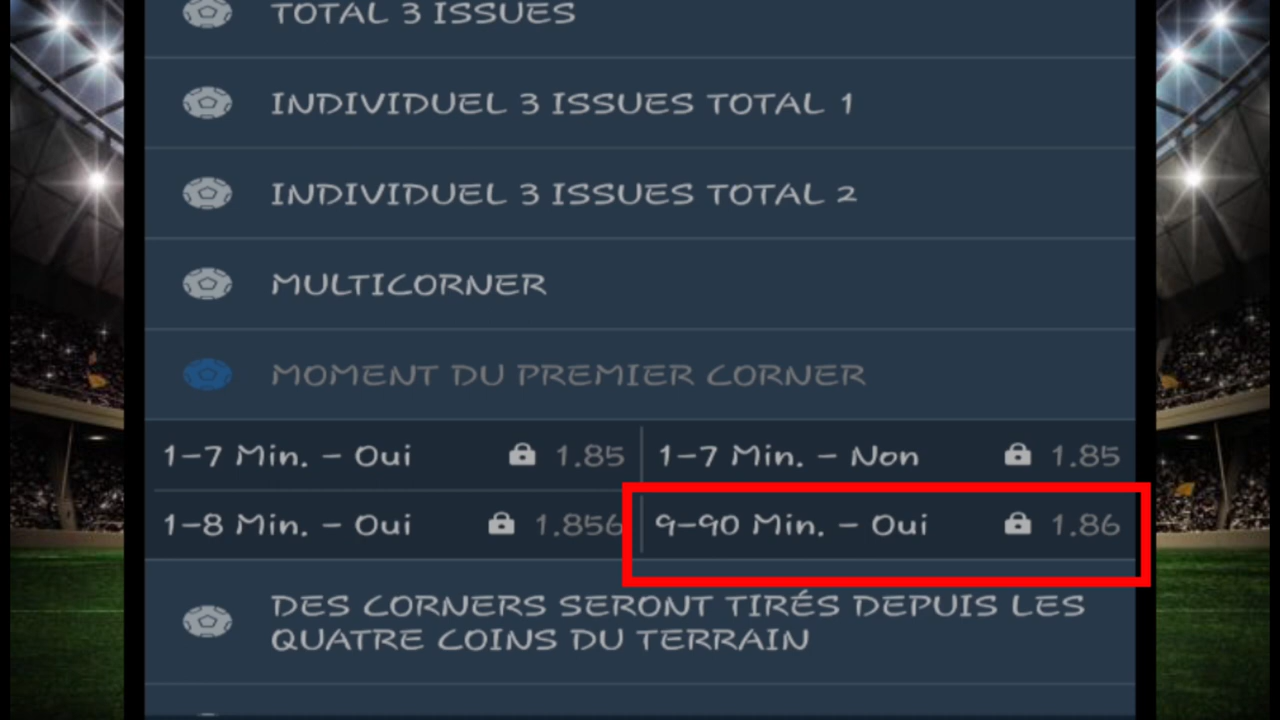 TOTAL 3 ISSUES
INDIVIDUEL 3 ISSUES TOTAL 1
INDIVIDUEL 3 ISSUES TOTAL 2
MULTICORNER
MOMENT DU PREMIER CORNER
1-7 Min. - Oui 1.85 1-7 Min. - Non 1.85
1-8 Min. - Oui 1.856 9-90 Min. - Oui 1.86
DES CORNERS SERONT TIRÉS DEPUIS LES
QUATRE COINS DU TERRAIN